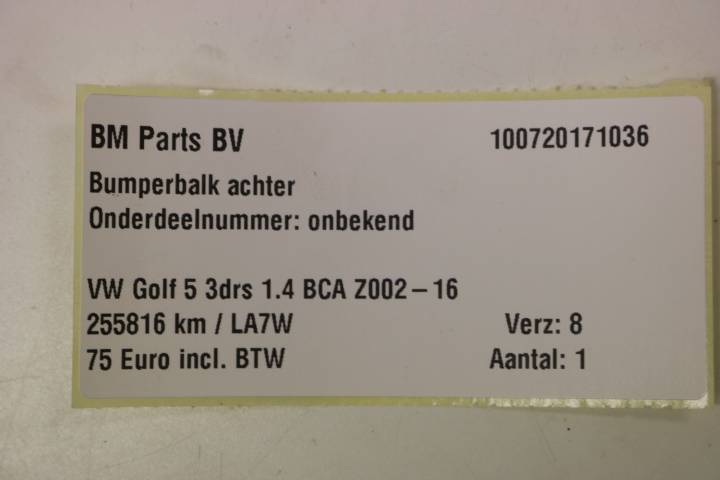 BM Parts BV 100720171036
Bumperbalk achter
Onderdeelnummer: onbekend
VW Golf 5 3drs 1.4 BCA Z002-16
255816 km / LA7W Verz: 8
75 Euro incl. BTW Aantal: 1